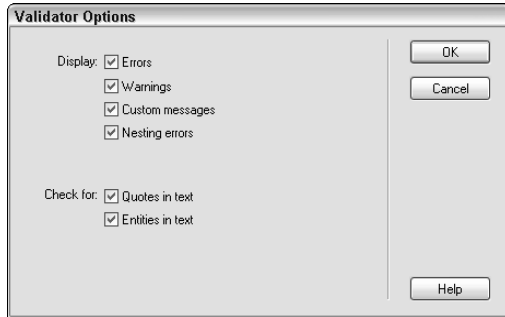 Validator Options
Display: Errors
Warnings
Custom messages
Nesting errors
Check for: Quotes in text
Entities in text
OK
Cancel
Help